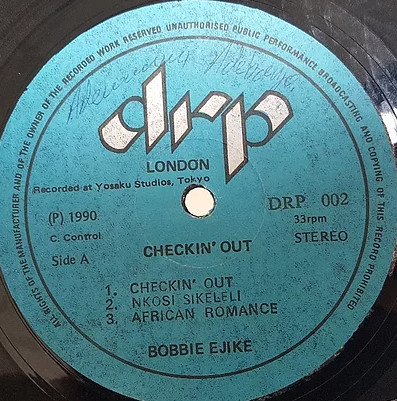 ALL RIGHTS OF THE MANUFACTURER AND OF THE OWNER OF THE RECORDED WORK RESERVED UNAUTHORISED PUBLIC PERFORMANCE BROADCASTING AND COPYING OF THIS RECORD PROHIBITED
drp
LONDON
Recorded at Yosaku Studios, Tokyo
(P) 1990
DRP 002
C. Control
33rpm
Side A
STEREO
CHECKIN' OUT
1. CHECKIN' OUT
2. NKOSI SIKELELI
3. AFRICAN ROMANCE
BOBBIE EJIKE